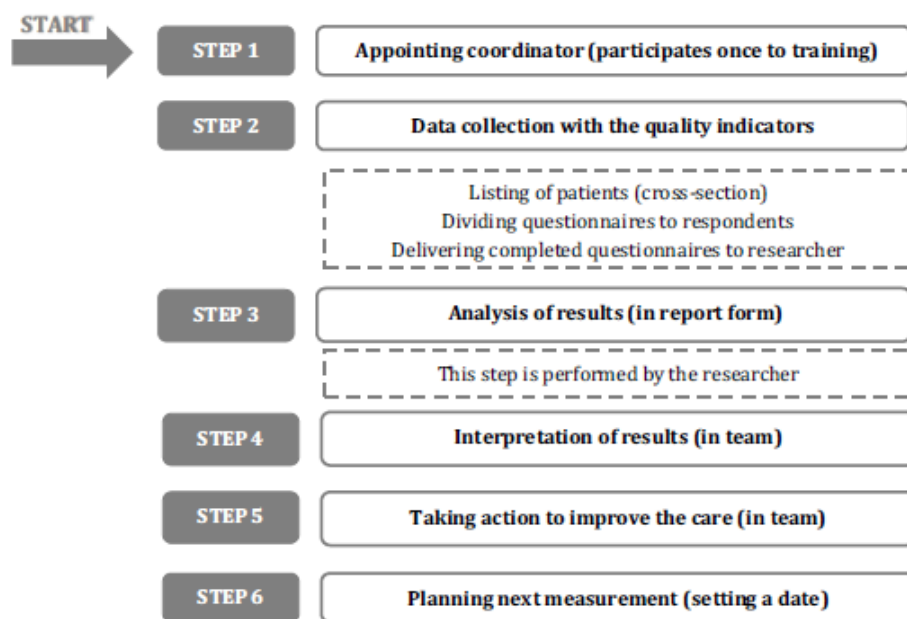 START
STEP 1
Appointing coordinator (participates once to training)
STEP 2
Data collection with the quality indicators
Listing of patients (cross-section)
Dividing questionnaires to respondents
Delivering completed questionnaires to researcher
STEP 3
Analysis of results (in report form)
This step is performed by the researcher
STEP 4
Interpretation of results (in team)
STEP 5
Taking action to improve the care (in team)
STEP 6
Planning next measurement (setting a date)